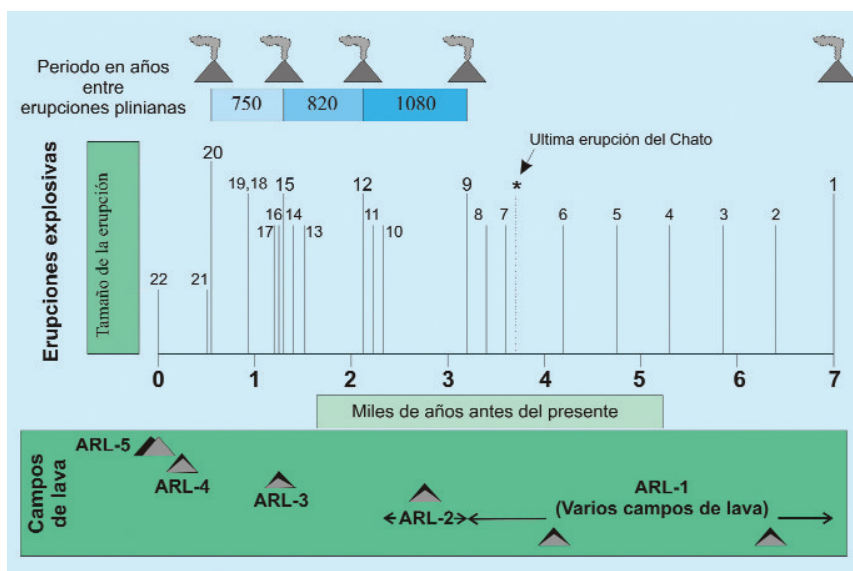 Periodo en años
entre
erupciones plinianas
750 820 1080
Erupciones explosivas
Tamaño de la erupción
Ultima erupción del Chato
20
19,18 15 12 9 * 1
16 14 11 8 7 6 5 4 3 2
17 13 10
22 21
0 1 2 3 4 5 6 7
Miles de años antes del presente
Campos
de lava
ARL-5
ARL-4
ARL-3
ARL-2
ARL-1
(Varios campos de lava)